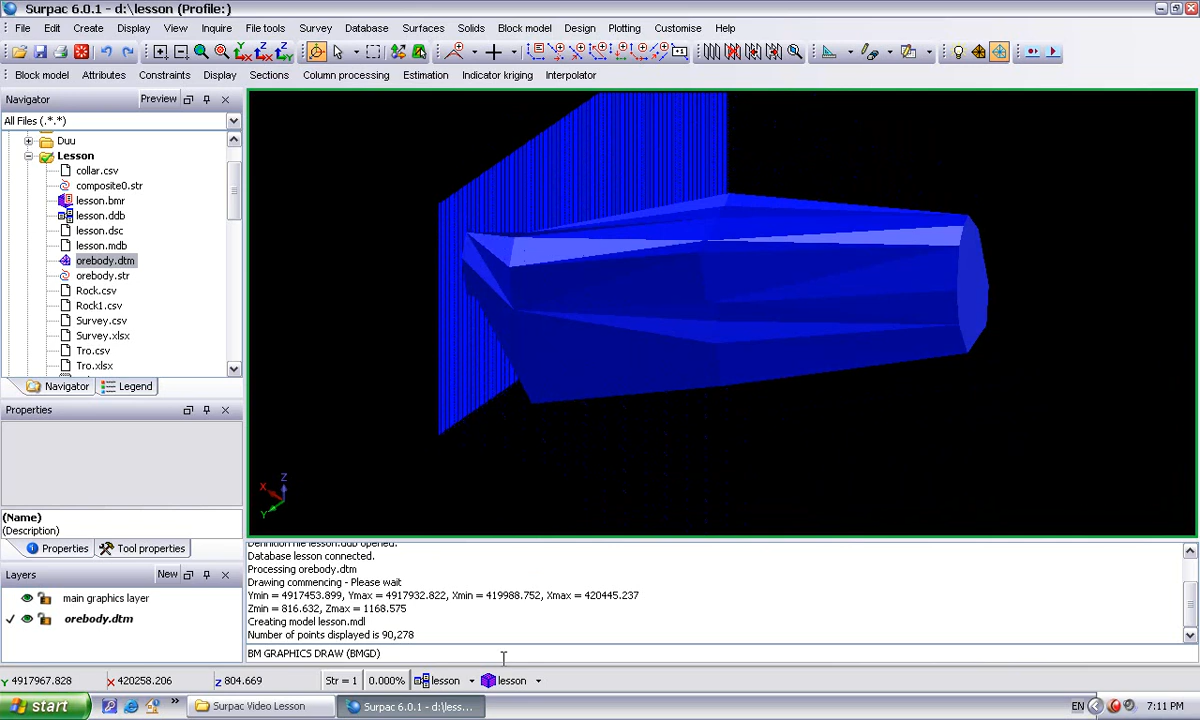 Surpac 6.0.1 - d:\lesson (Profile:)
File Edit Create Display View Inquire File tools Survey Database Surfaces Solids Block model Design Plotting Customise Help
Block model Attributes Constraints Display Sections Column processing Estimation Indicator kriging Interpolator
Navigator Preview
All Files (.*.*)
Duu
Lesson
collar.csv
composite0.str
lesson.bmr
lesson.ddb
lesson.dsc
lesson.mdb
orebody.dtm
orebody.str
Rock.csv
Rock1.csv
Survey.csv
Survey.xlsx
Tro.csv
Tro.xlsx
Navigator Legend
Properties
(Name)
(Description)
Properties Tool properties
Layers New
main graphics layer
orebody.dtm
Z
X
Y
Definition file lesson.ddb opened.
Database lesson connected.
Processing orebody.dtm
Drawing commencing - Please wait
Ymin = 4917453.899, Ymax = 4917932.822, Xmin = 419988.752, Xmax = 420445.237
Zmin = 816.632, Zmax = 1168.575
Creating model lesson.mdl
Number of points displayed is 90,278
BM GRAPHICS DRAW (BMGD)
Y 4917967.828 X 420258.206 Z 804.669 Str = 1 0.000% lesson lesson
start Surpac Video Lesson Surpac 6.0.1 - d:\less... EN 7:11 PM